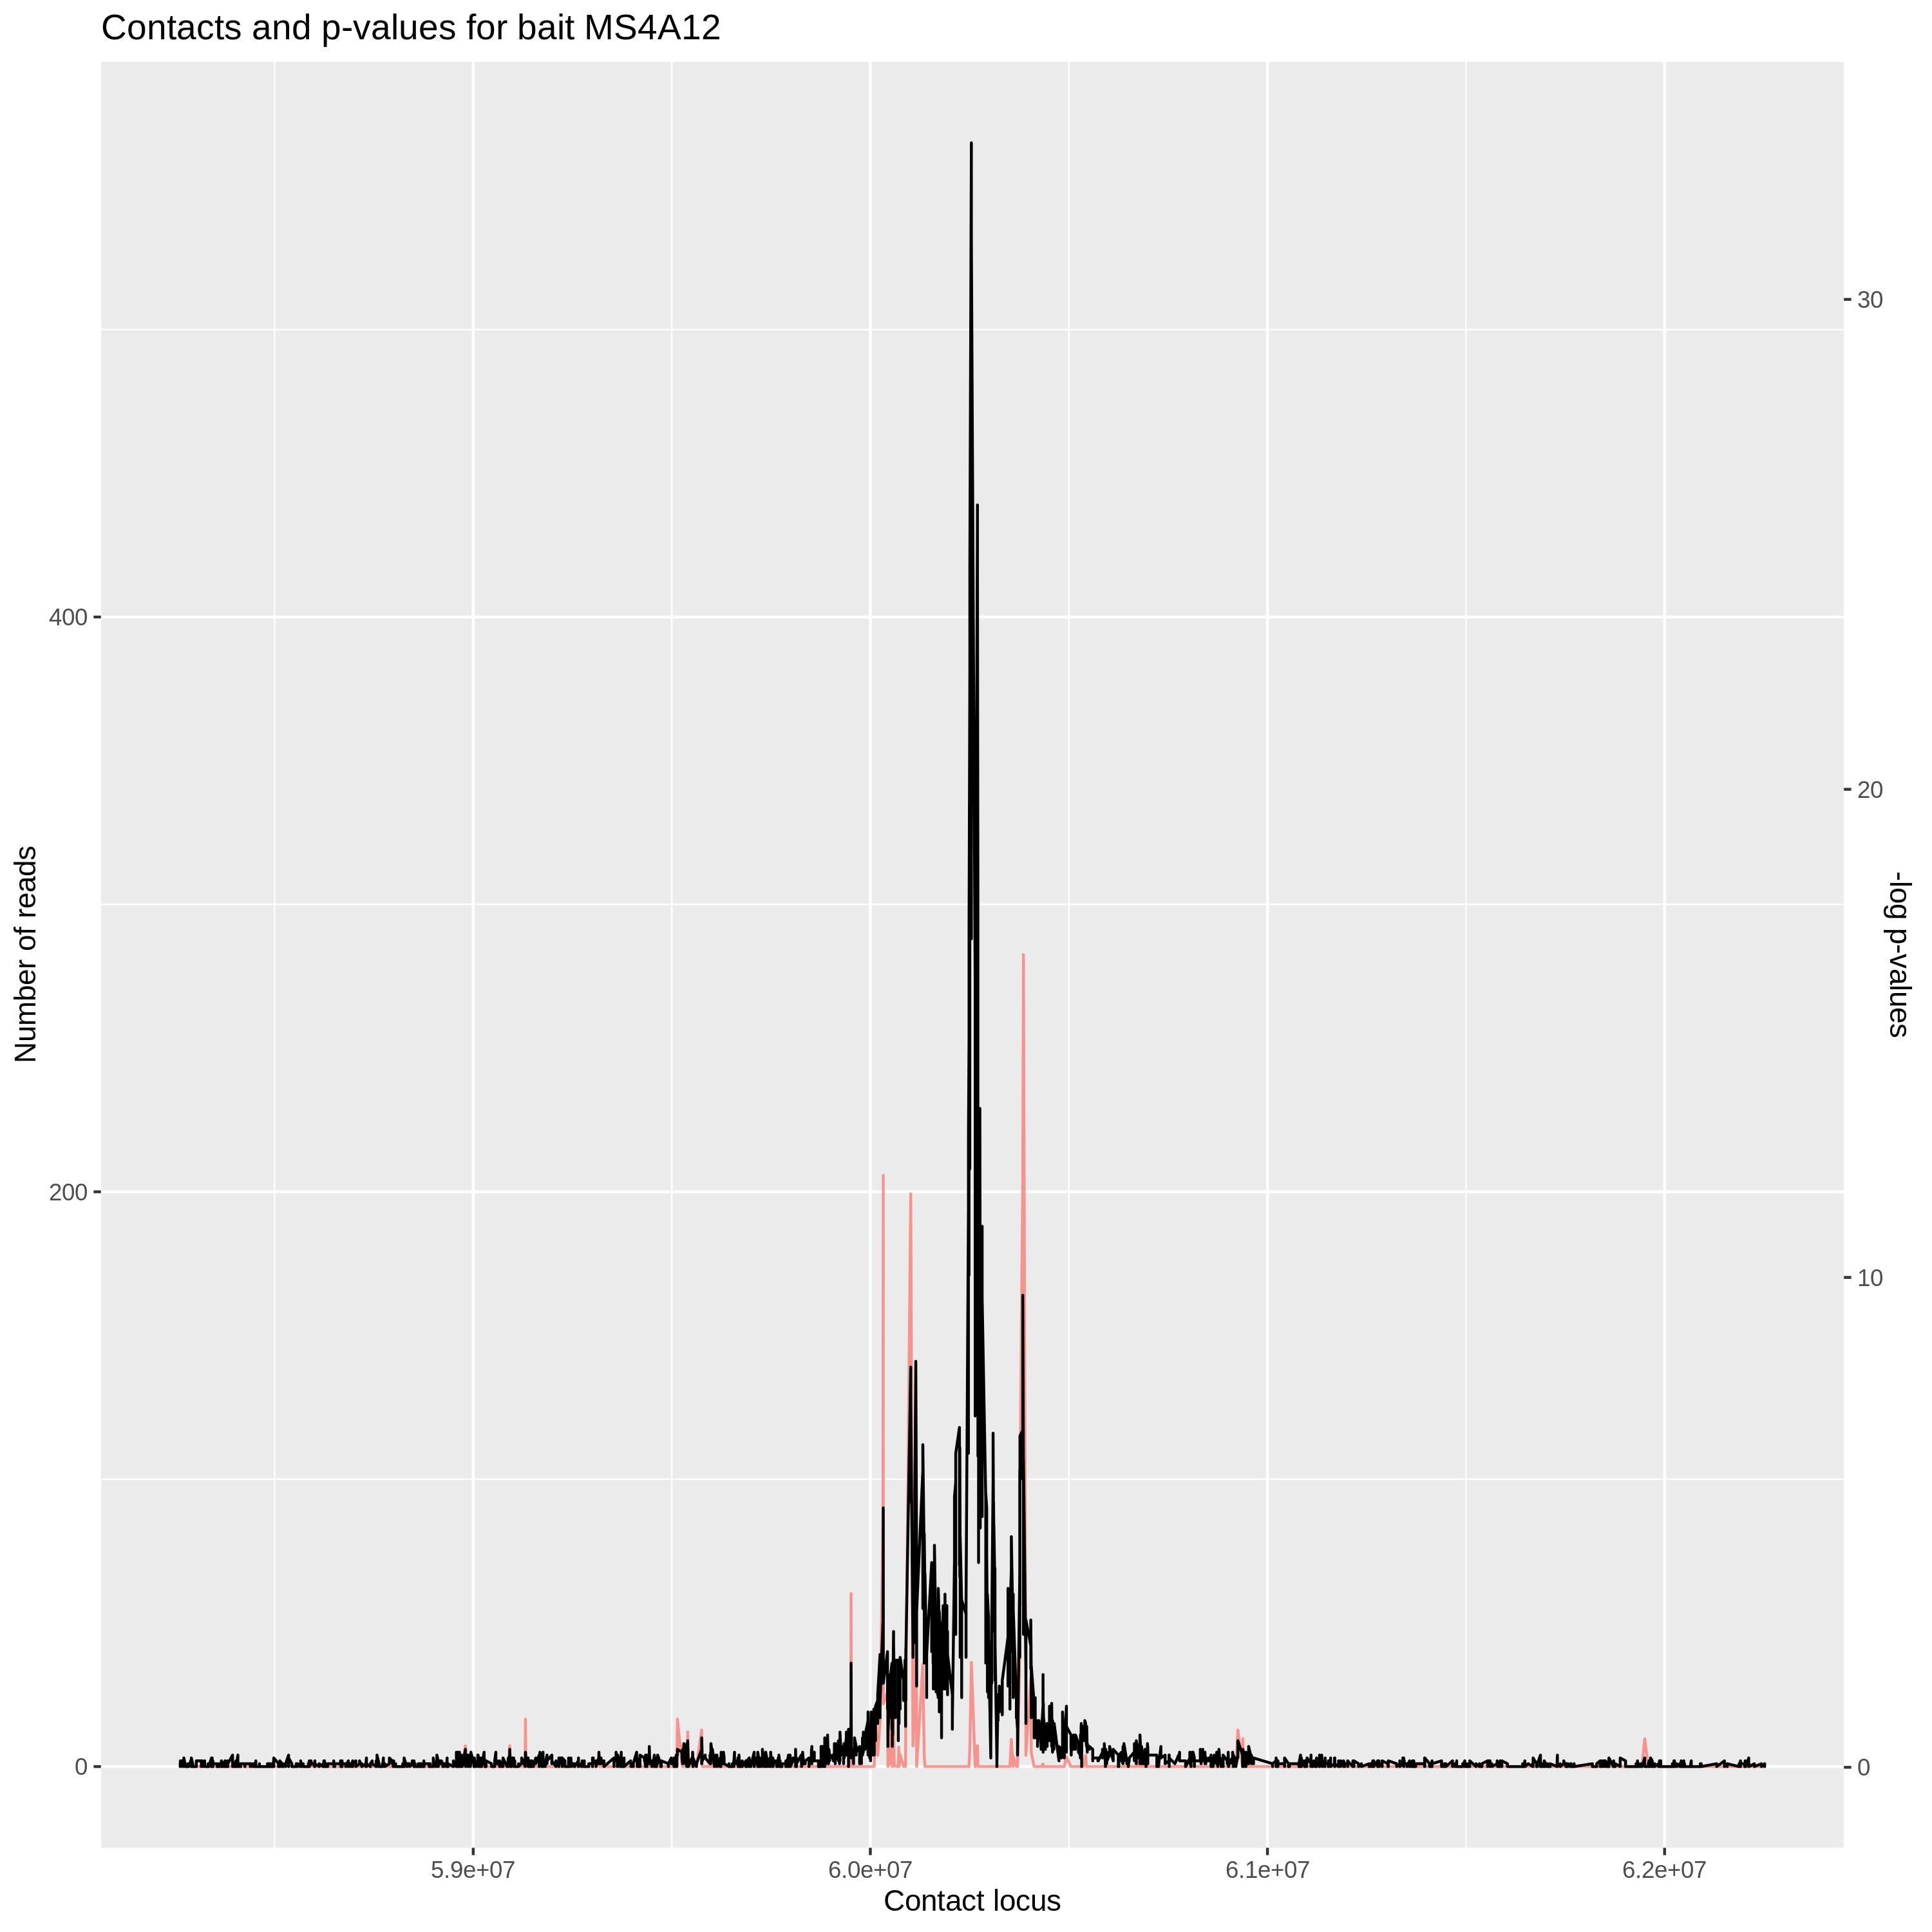 Contacts and p-values for bait MS4A12
Number of reads
400
200
0
30
20
10
0
-log p-values
5.9e+07
6.0e+07
6.1e+07
6.2e+07
Contact locus